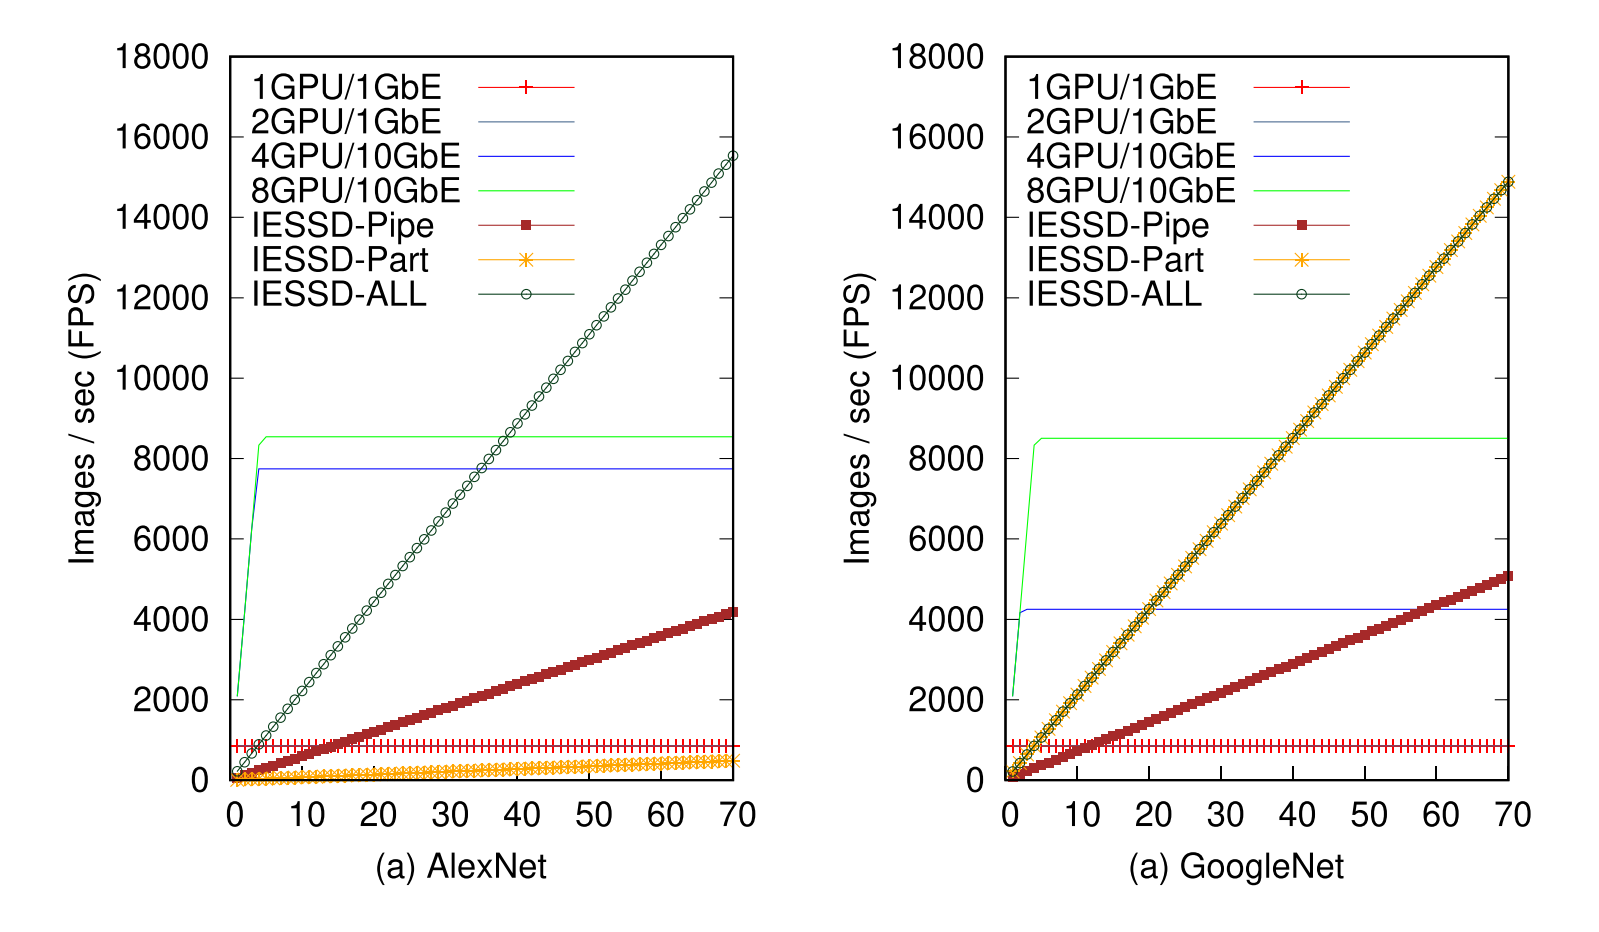 18000
16000
14000
12000
10000
8000
6000
4000
2000
0
Images / sec (FPS)
1GPU/1GbE
2GPU/1GbE
4GPU/10GbE
8GPU/10GbE
IESSD-Pipe
IESSD-Part
IESSD-ALL
0 10 20 30 40 50 60 70
(a) AlexNet
18000
16000
14000
12000
10000
8000
6000
4000
2000
0
Images / sec (FPS)
1GPU/1GbE
2GPU/1GbE
4GPU/10GbE
8GPU/10GbE
IESSD-Pipe
IESSD-Part
IESSD-ALL
0 10 20 30 40 50 60 70
(a) GoogleNet